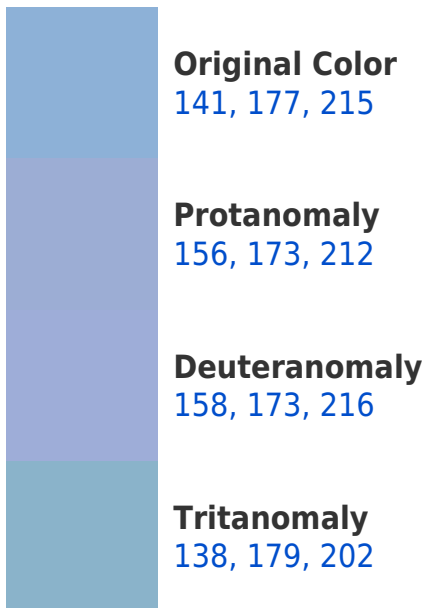 Original Color
141, 177, 215
Protanomaly
156, 173, 212
Deuteranomaly
158, 173, 216
Tritanomaly
138, 179, 202